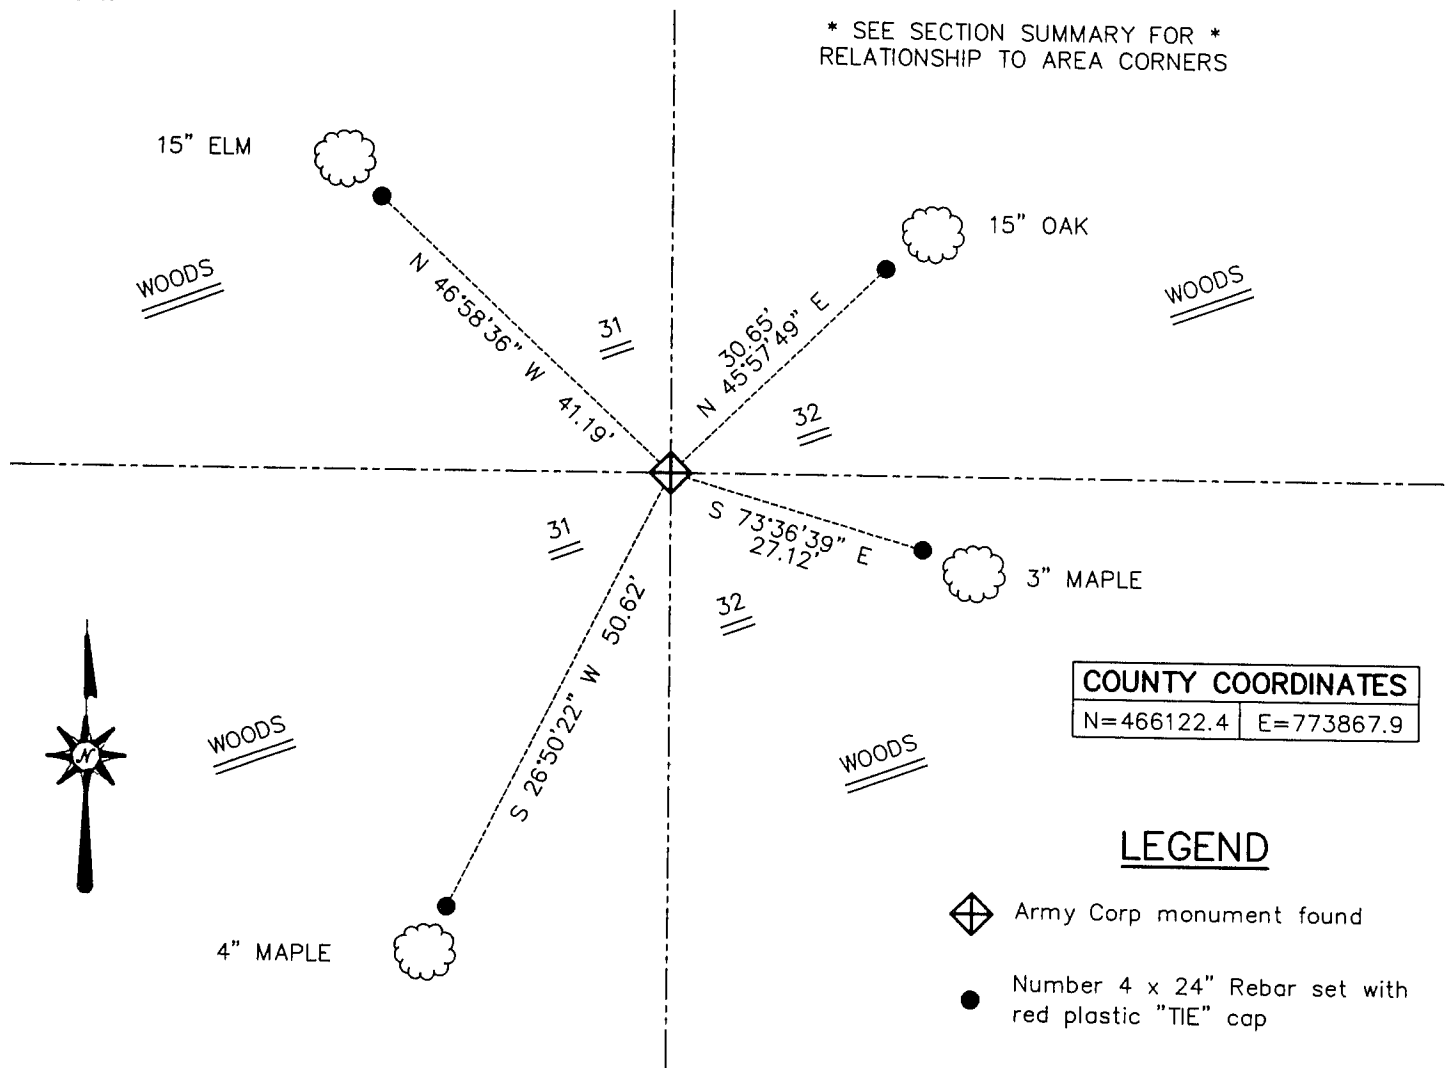 * SEE SECTION SUMMARY FOR *
RELATIONSHIP TO AREA CORNERS
15" ELM
15" OAK
WOODS
WOODS
N 46°58'36" W 41.19'
31
30.65'
N 45°57'49" E
32
31
S 73°36'39" E
27.12'
3" MAPLE
32
S 26°50'22" W 50.62'
COUNTY COORDINATES
N=466122.4 E=773867.9
WOODS
N
WOODS
LEGEND
4" MAPLE
Army Corp monument found
Number 4 x 24" Rebar set with
red plastic "TIE" cap